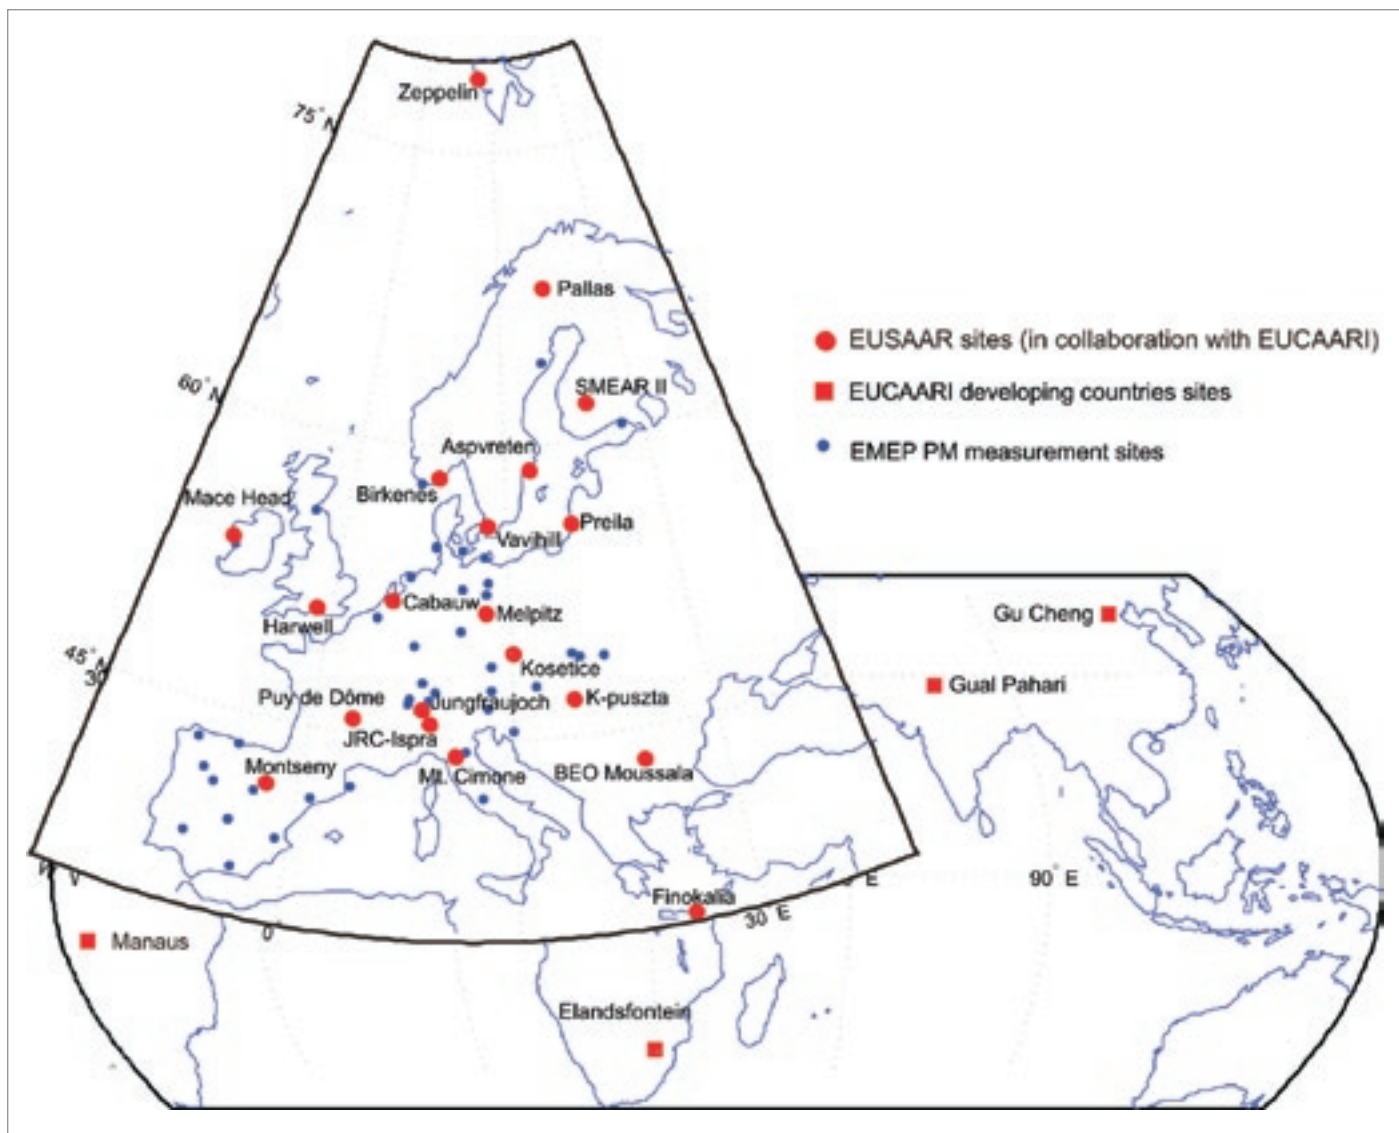 Zeppelin
75° N
Pallas
EUSAAR sites (in collaboration with EUCAARI)
60° N
SMEAR II
EUCAARI developing countries sites
Aspvreten
EMEP PM measurement sites
Birkenes
Mace Head
Preila
Vavihill
Cabauw
Melpitz
Gu Cheng
Harwell
45° N
30
Kosetice
Gual Pahari
Puy de Dôme
Jungfraujoch
K-puszta
JRC-Ispra
Montseny
Mt. Cimone
BEO Moussala
E
90° E
Finokalia
30° E
0°
Manaus
Elandsfontein